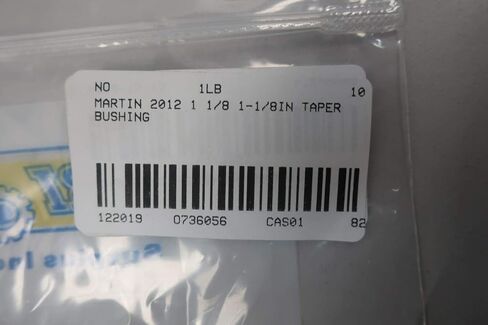 NO 1LB 10
MARTIN 2012 1 1/8 1-1/8IN TAPER
BUSHING
122019 0736056 CAS01 82